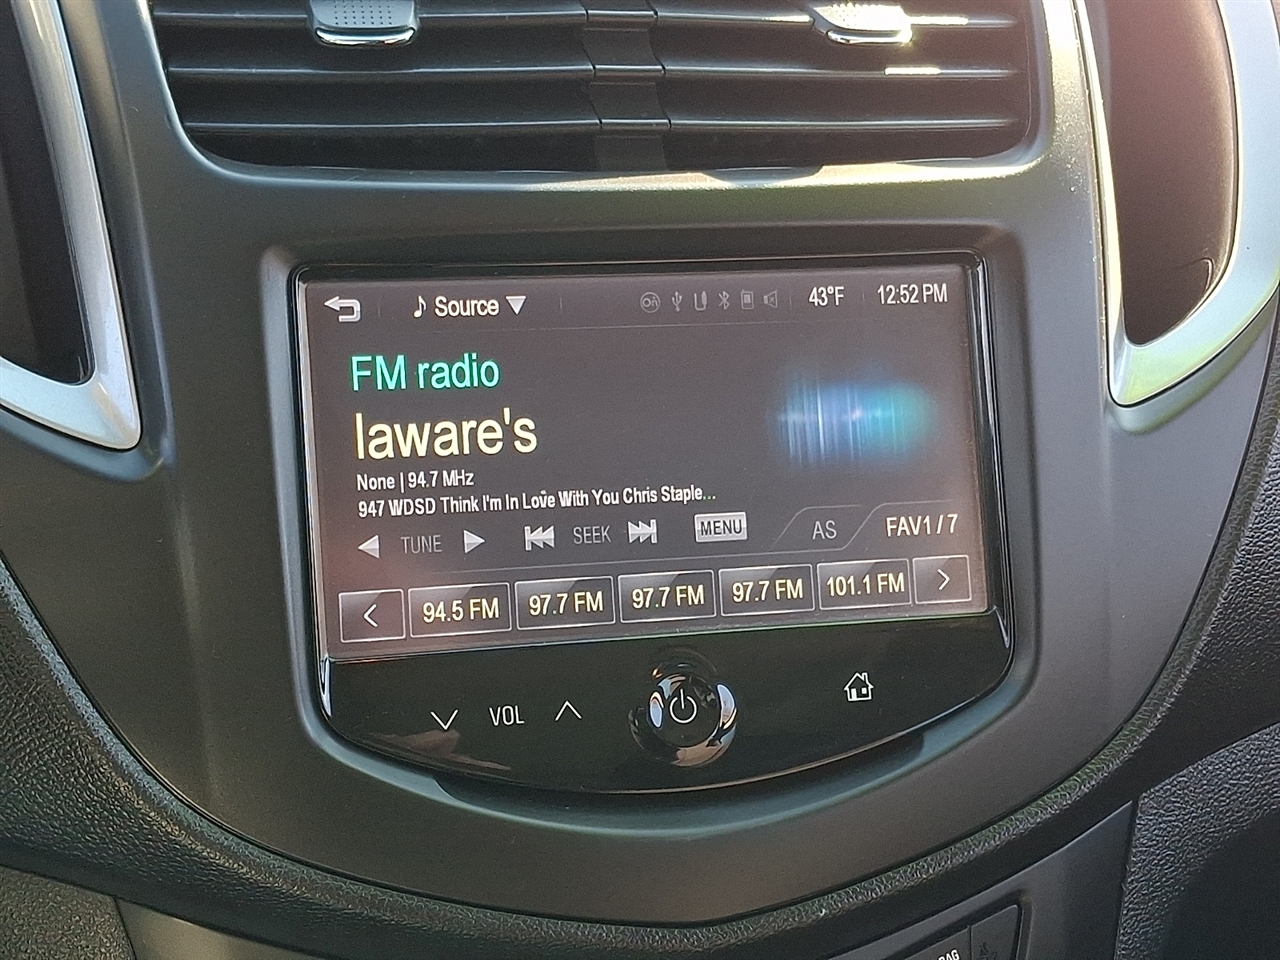 Source 43°F 12:52 PM
FM radio
laware's
None | 94.7 MHz
947 WDSD Think I'm In Love With You Chris Staple...
TUNE SEEK MENU AS FAV1 / 7
< 94.5 FM 97.7 FM 97.7 FM 97.7 FM 101.1 FM >
VOL